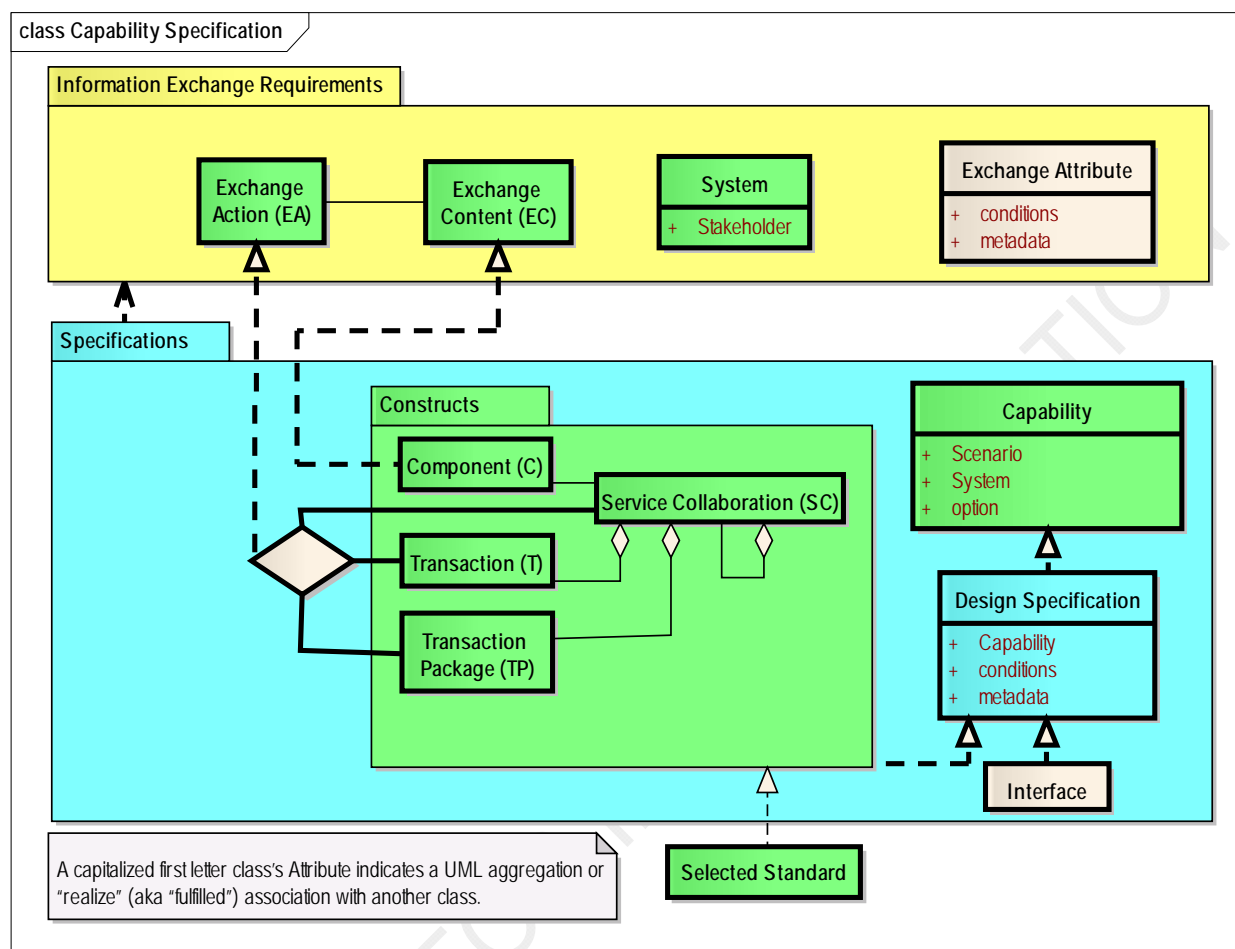 class Capability Specification
Information Exchange Requirements
Exchange
Action (EA)
Exchange
Content (EC)
System
+ Stakeholder
Exchange Attribute
+ conditions
+ metadata
Specifications
Constructs
Component (C)
Service Collaboration (SC)
Transaction (T)
Transaction
Package (TP)
Capability
+ Scenario
+ System
+ option
Design Specification
+ Capability
+ conditions
+ metadata
Interface
Selected Standard
A capitalized first letter class's Attribute indicates a UML aggregation or
“realize” (aka “fulfilled”) association with another class.